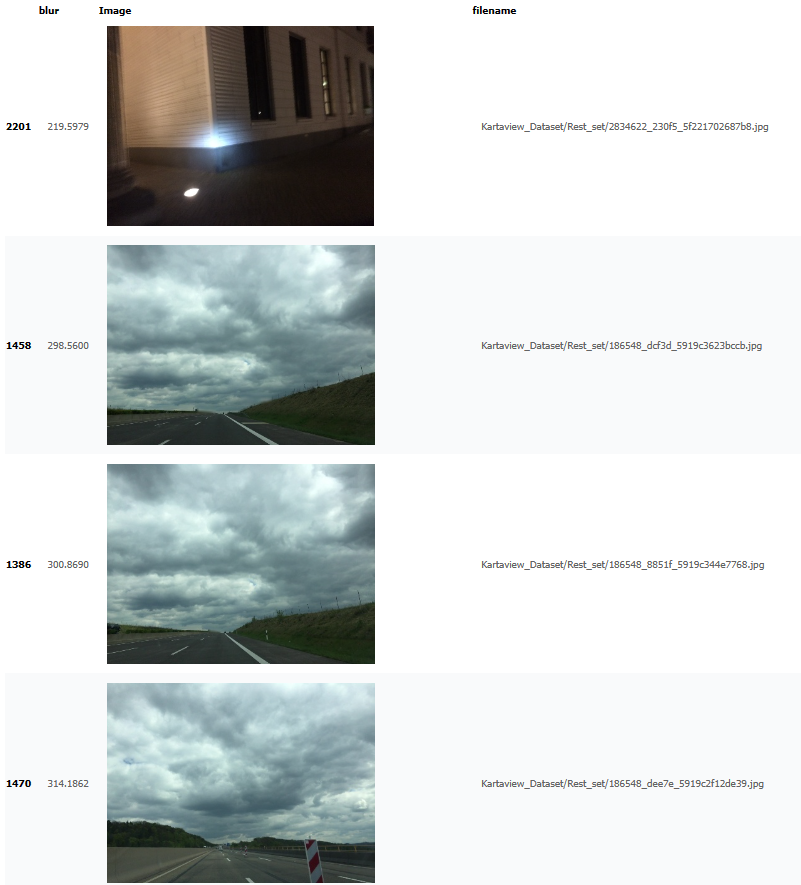 blur Image filename
2201 219.5979 Kartaview_Dataset/Rest_set/2834622_230f5_5f221702687b8.jpg
1458 298.5600 Kartaview_Dataset/Rest_set/186548_dcf3d_5919c3623bccb.jpg
1386 300.8690 Kartaview_Dataset/Rest_set/186548_8851f_5919c344e7768.jpg
1470 314.1862 Kartaview_Dataset/Rest_set/186548_dee7e_5919c2f12de39.jpg